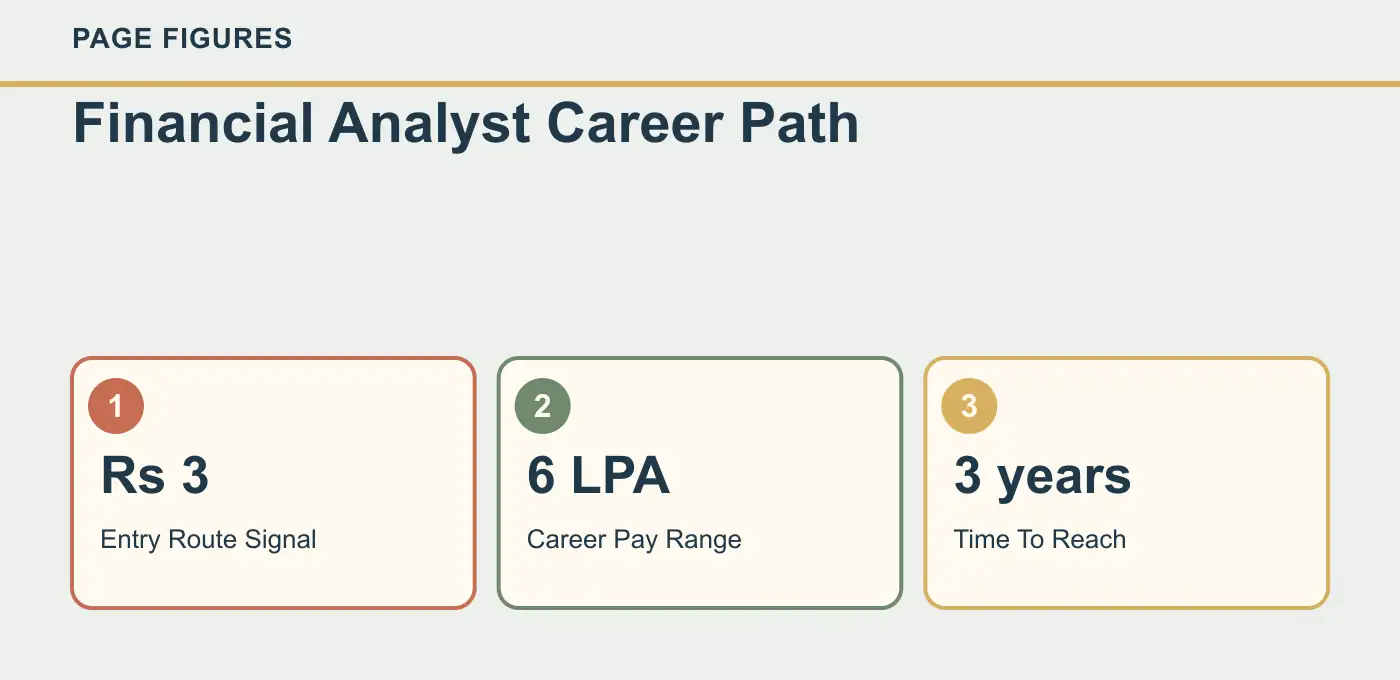 PAGE FIGURES
Financial Analyst Career Path
1
Rs 3
Entry Route Signal
2
6 LPA
Career Pay Range
3
3 years
Time To Reach